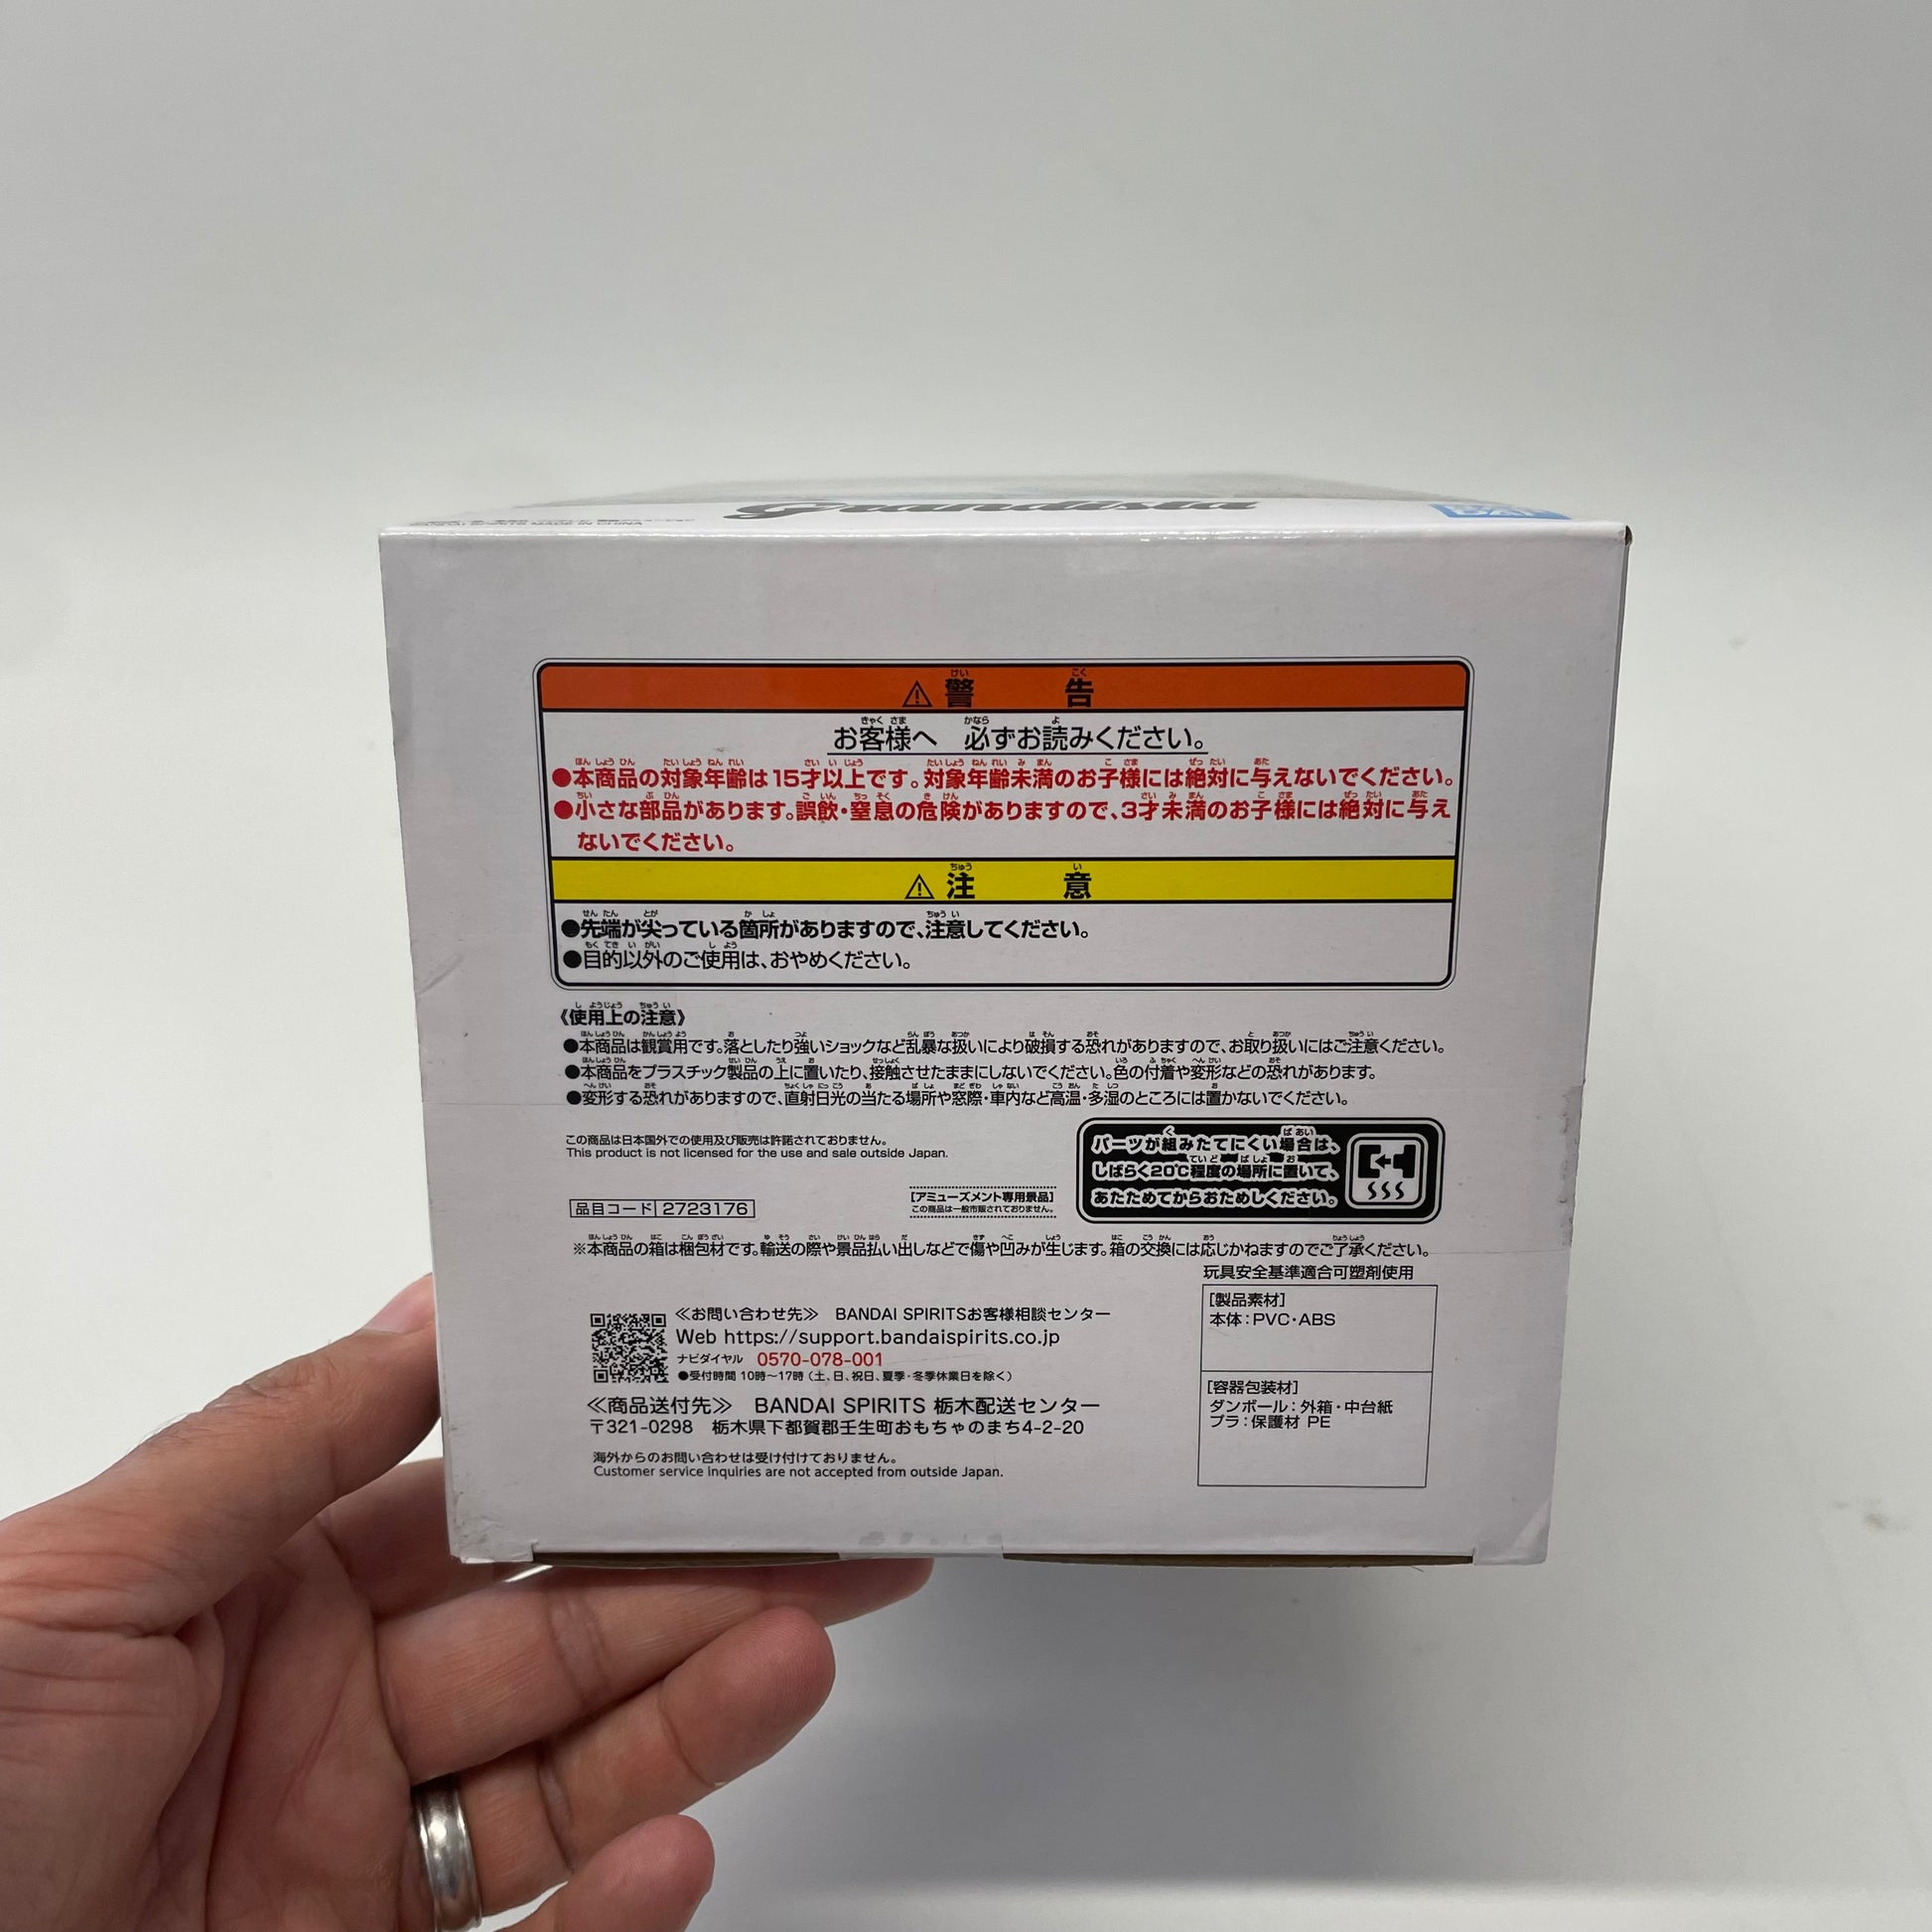 Grandista
MADE IN CHINA
警告
お客様へ 必ずお読みください。
●本商品の対象年齢は15才以上です。対象年齢未満のお子様には絶対に与えないでください。
●小さな部品があります。誤飲・窒息の危険がありますので、3才未満のお子様には絶対に与え
ないでください。
注意
●先端が尖っている箇所がありますので、注意してください。
●目的以外のご使用は、おやめください。
《使用上の注意》
●本商品は観賞用です。落としたり強いショックなど乱暴な扱いにより破損する恐れがありますので、お取り扱いにはご注意ください。
●本商品をプラスチック製品の上に置いたり、接触させたままにしないでください。色の付着や変形などの恐れがあります。
●変形する恐れがありますので、直射日光の当たる場所や窓際・車内など高温・多湿のところには置かないでください。
この商品は日本国外での使用及び販売は許諾されておりません。
This product is not licensed for the use and sale outside Japan.
パーツが組みたてにくい場合は、
しばらく20℃程度の場所に置いて、
あたためてからおためしください。
[アミューズメント専用景品]
この商品は一般市販されておりません。
品目コード 2723176
※本商品の箱は梱包材です。輸送の際や景品払い出しなどで傷や凹みが生じます。箱の交換には応じかねますのでご了承ください。
玩具安全基準適合可塑剤使用
[製品素材]
本体：PVC・ABS
[容器包装材]
ダンボール：外箱・中台紙
プラ：保護材 PE
≪お問い合わせ先≫ BANDAI SPIRITSお客様相談センター
Web https://support.bandaispirits.co.jp
ナビダイヤル 0570-078-001
●受付時間 10時～17時（土、日、祝日、夏季・冬季休業日を除く）
≪商品送付先≫ BANDAI SPIRITS 栃木配送センター
〒321-0298 栃木県下都賀郡壬生町おもちゃのまち4-2-20
海外からのお問い合わせは受け付けておりません。
Customer service inquiries are not accepted from outside Japan.